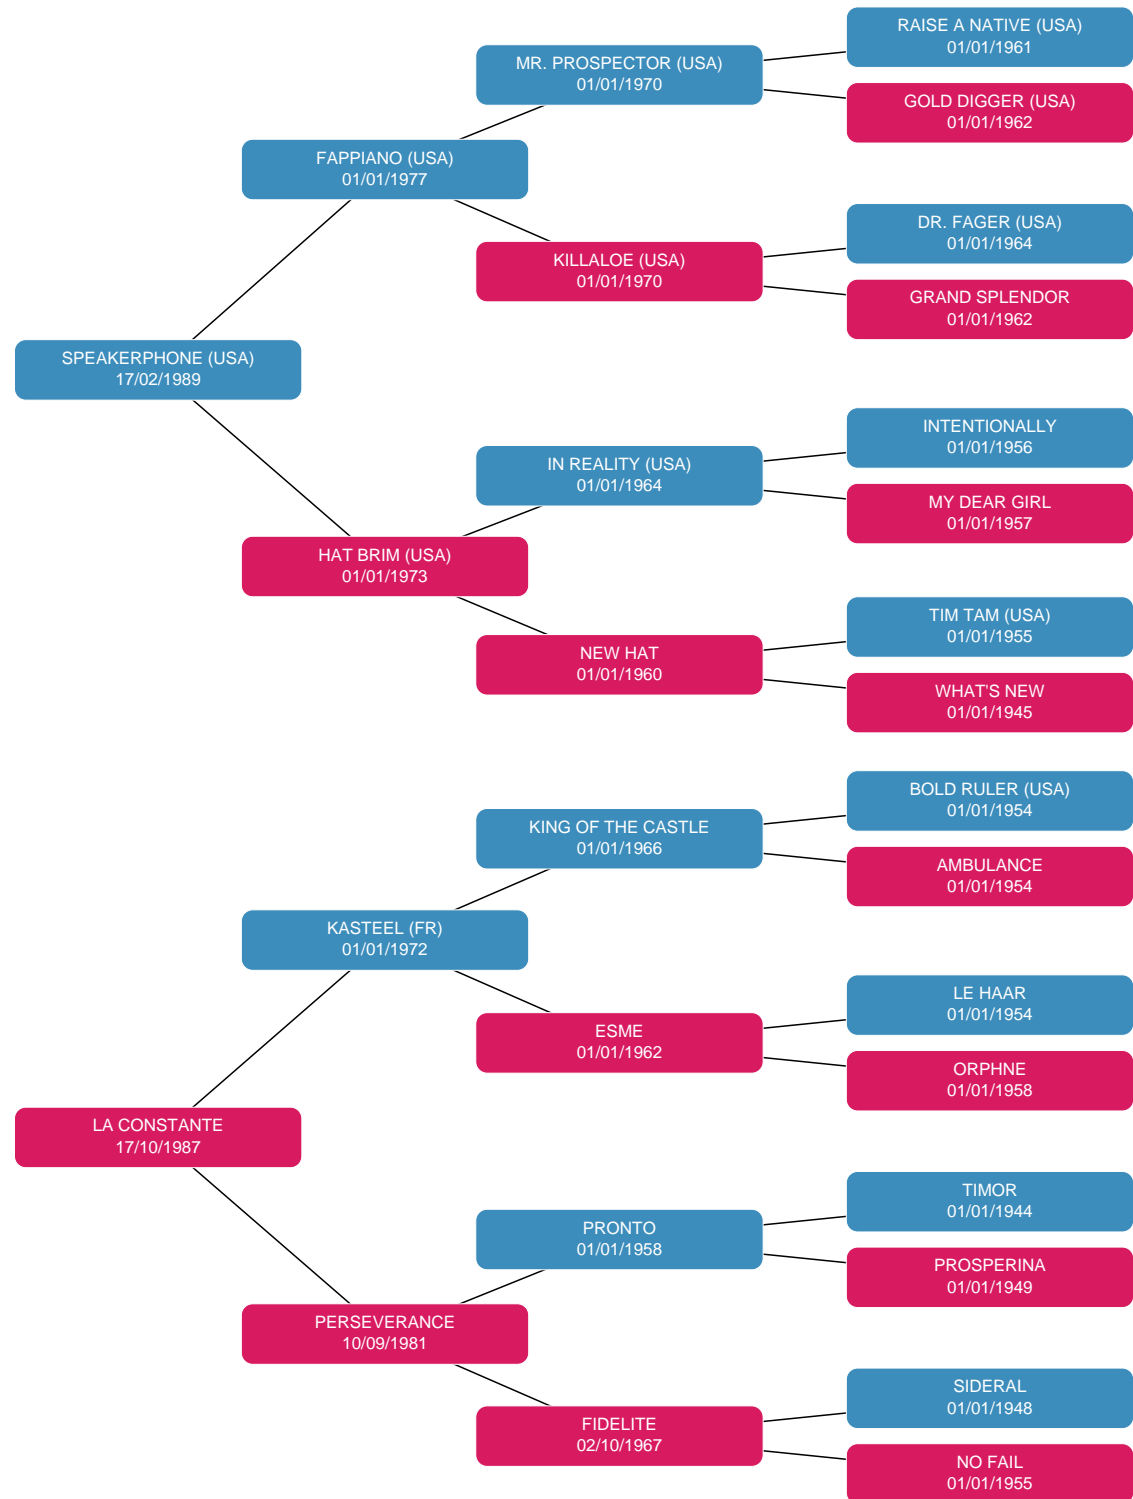 RAISE A NATIVE (USA)
01/01/1961
MR. PROSPECTOR (USA)
01/01/1970
GOLD DIGGER (USA)
01/01/1962
FAPPIANO (USA)
01/01/1977
DR. FAGER (USA)
01/01/1964
KILLALOE (USA)
01/01/1970
GRAND SPLENDOR
01/01/1962
SPEAKERPHONE (USA)
17/02/1989
INTENTIONALLY
01/01/1956
IN REALITY (USA)
01/01/1964
MY DEAR GIRL
01/01/1957
HAT BRIM (USA)
01/01/1973
TIM TAM (USA)
01/01/1955
NEW HAT
01/01/1960
WHAT'S NEW
01/01/1945
BOLD RULER (USA)
01/01/1954
KING OF THE CASTLE
01/01/1966
AMBULANCE
01/01/1954
KASTEEL (FR)
01/01/1972
LE HAAR
01/01/1954
ESME
01/01/1962
ORPHNE
01/01/1958
LA CONSTANTE
17/10/1987
TIMOR
01/01/1944
PRONTO
01/01/1958
PROSPERINA
01/01/1949
PERSEVERANCE
10/09/1981
SIDERAL
01/01/1948
FIDELITE
02/10/1967
NO FAIL
01/01/1955